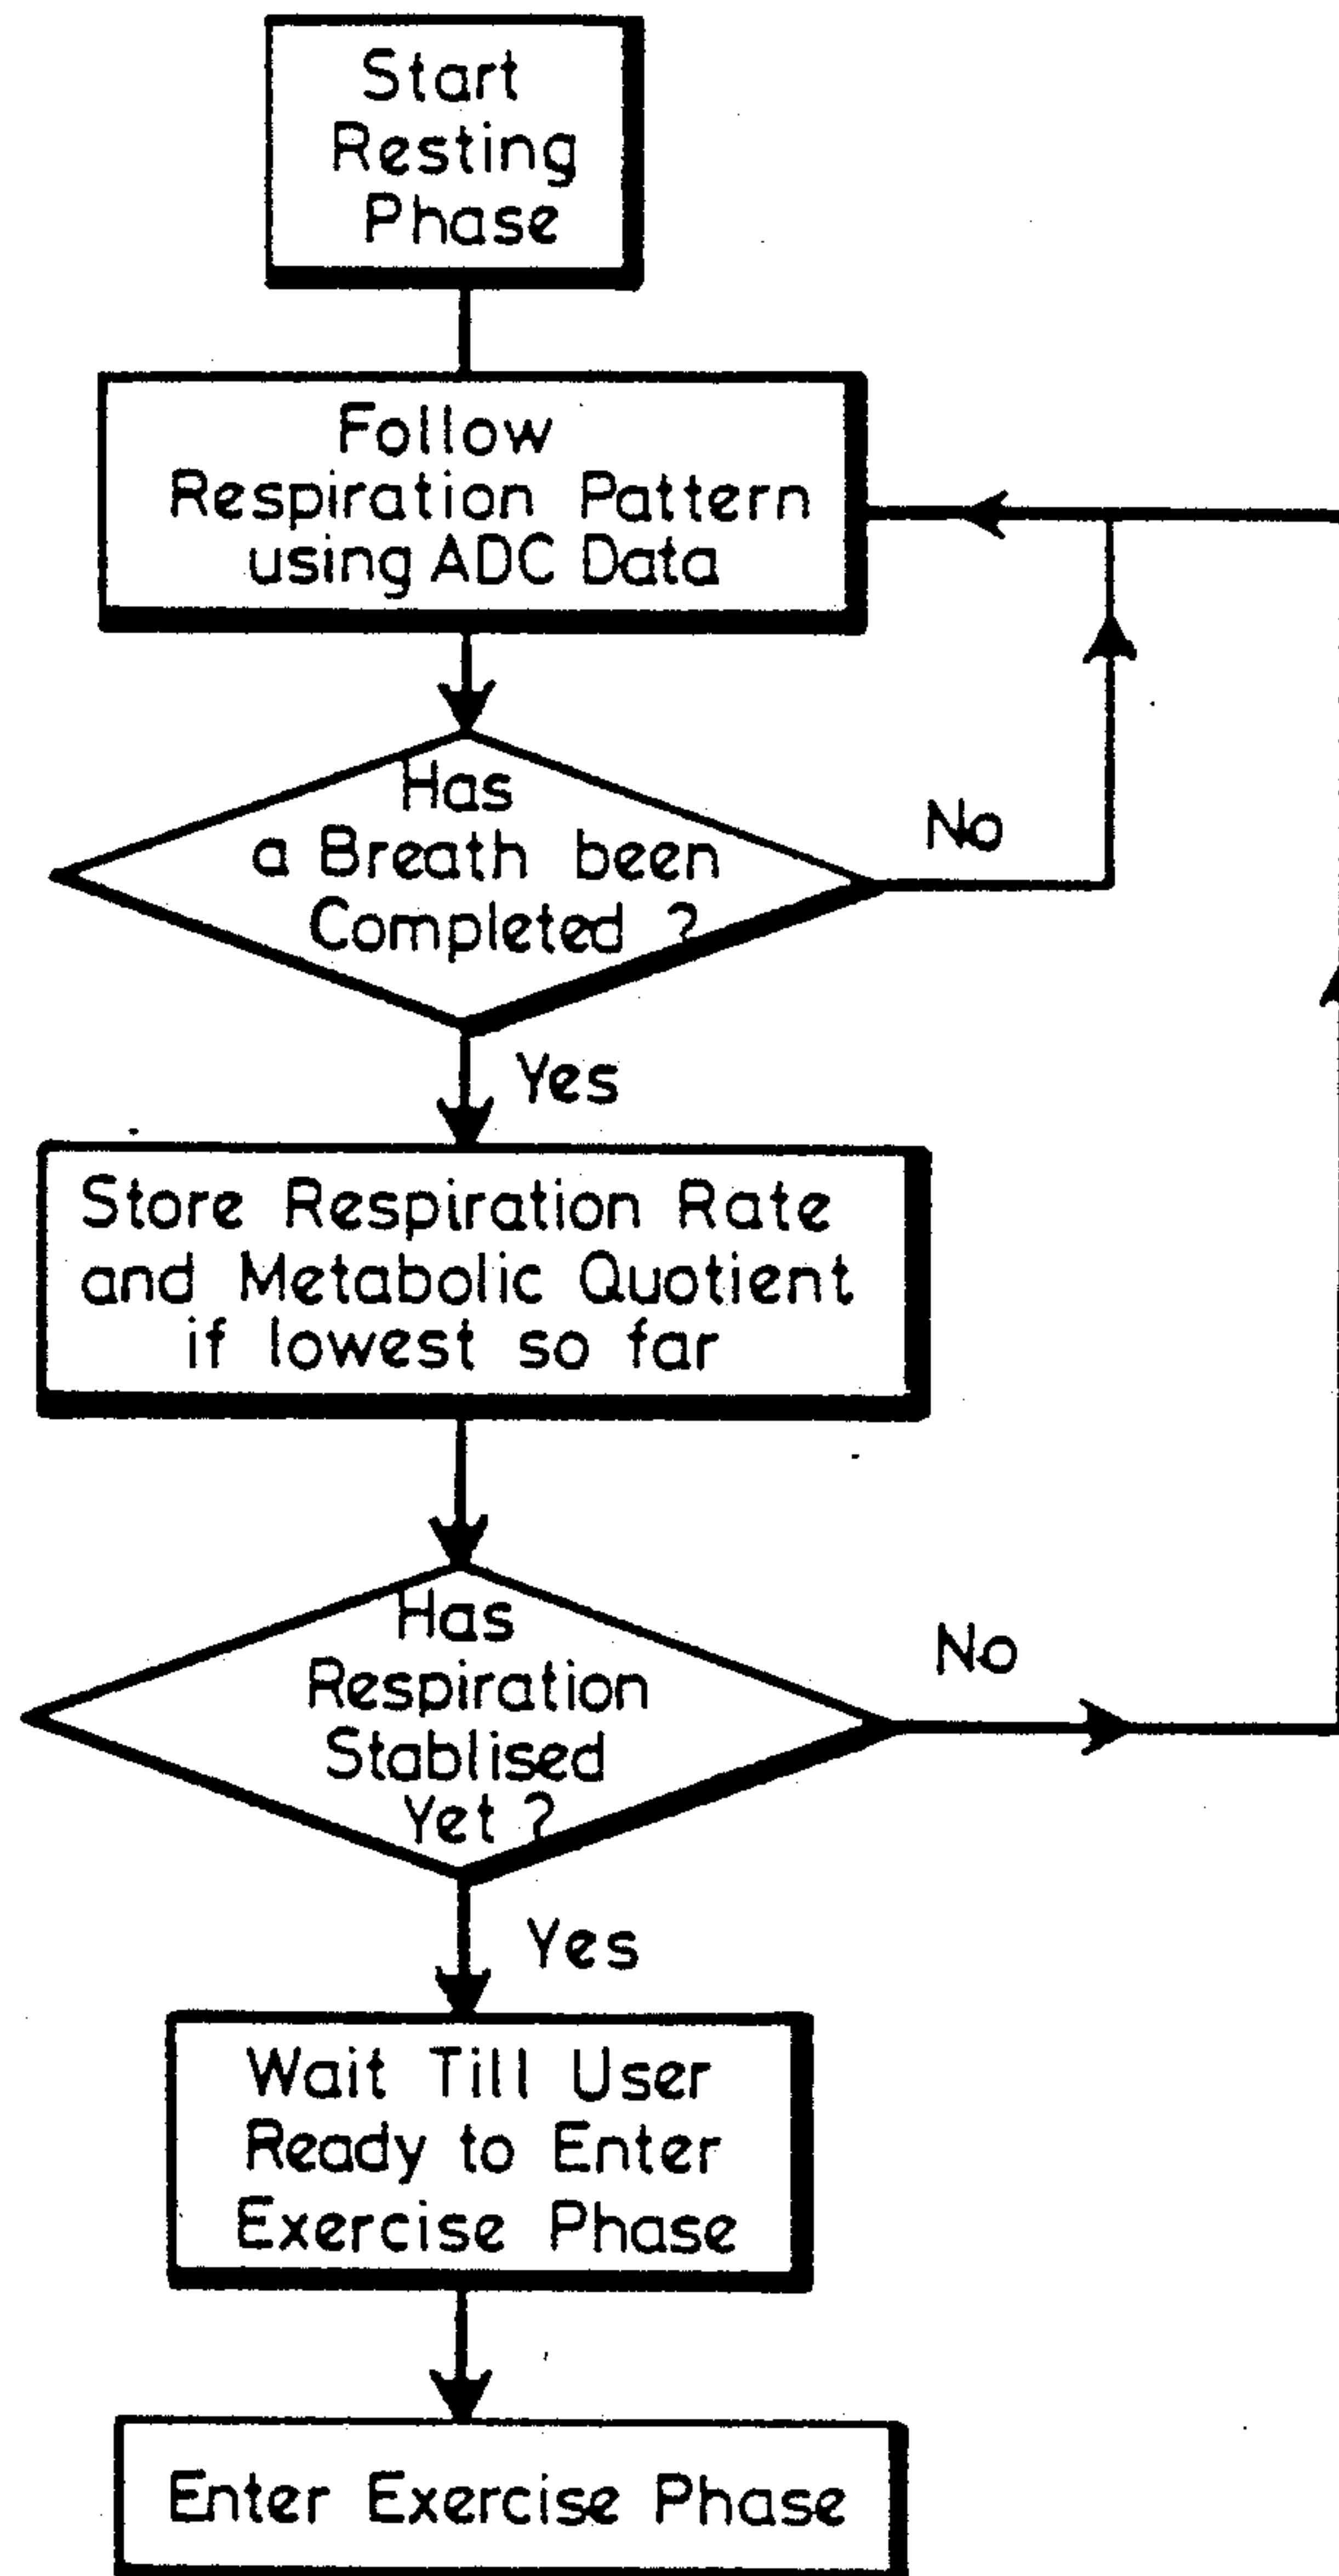 Start
Resting
Phase
Follow
Respiration Pattern
using ADC Data
Has
a Breath been
Completed ?
No
Yes
Store Respiration Rate
and Metabolic Quotient
if lowest so far
Has
Respiration
Stablised
Yet ?
No
Yes
Wait Till User
Ready to Enter
Exercise Phase
Enter Exercise Phase